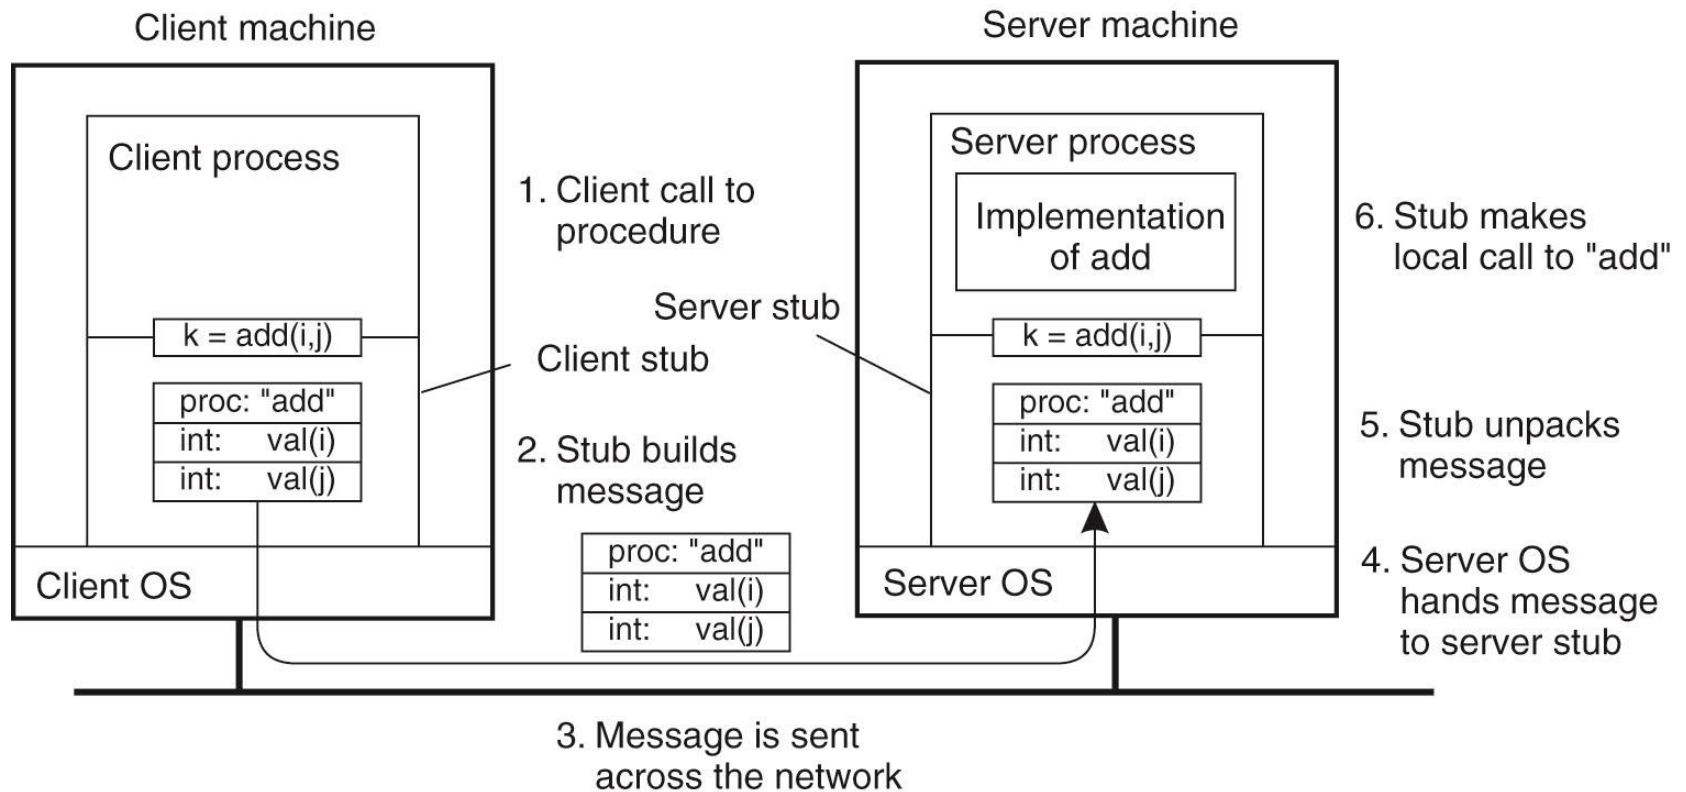 Client machine
Server machine
Client process
1. Client call to
procedure
Server process
Implementation
of add
6. Stub makes
local call to "add"
Server stub
k = add(i,j)
k = add(i,j)
Client stub
proc: "add"
int: val(i)
int: val(j)
2. Stub builds
message
proc: "add"
int: val(i)
int: val(j)
proc: "add"
int: val(i)
int: val(j)
5. Stub unpacks
message
Client OS
Server OS
4. Server OS
hands message
to server stub
3. Message is sent
across the network